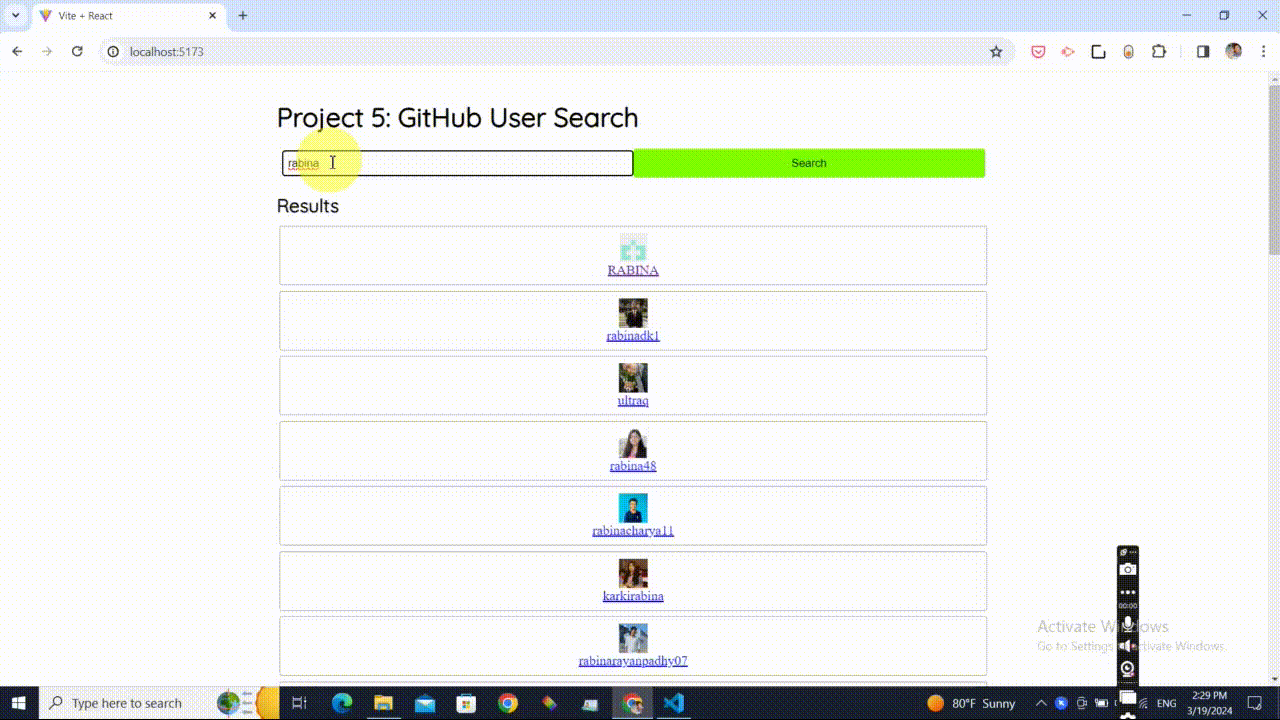 Vite + React
localhost:5173
Project 5: GitHub User Search
rabina
Search
Results
RABINA
rabinadk1
ultraq
rabina48
rabinacharya11
karkirabina
rabinarayanpadhy07
00:00
Activate Windows
Go to Settings to activate Windows.
Type here to search
80°F Sunny
ENG
2:29 PM
3/19/2024